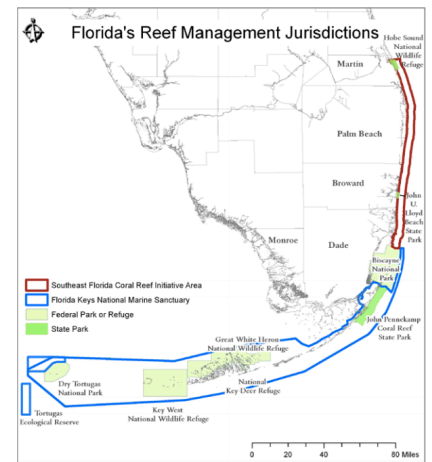 Florida's Reef Management Jurisdictions
Hobe Sound
National
Wildlife
Refuge
Martin
Palm Beach
Broward
John
U.
Lloyd
Beach
State
Park
Monroe
Dade
Biscayne
National
Park
Southeast Florida Coral Reef Initiative Area
Florida Keys National Marine Sanctuary
Federal Park or Refuge
State Park
John Pennekamp
Coral Reef
State Park
Great White Heron
National Wildlife Refuge
Dry Tortugas
National Park
National
Key Deer Refuge
Tortugas
Ecological Reserve
Key West
National Wildlife Refuge
0 20 40 80 Miles